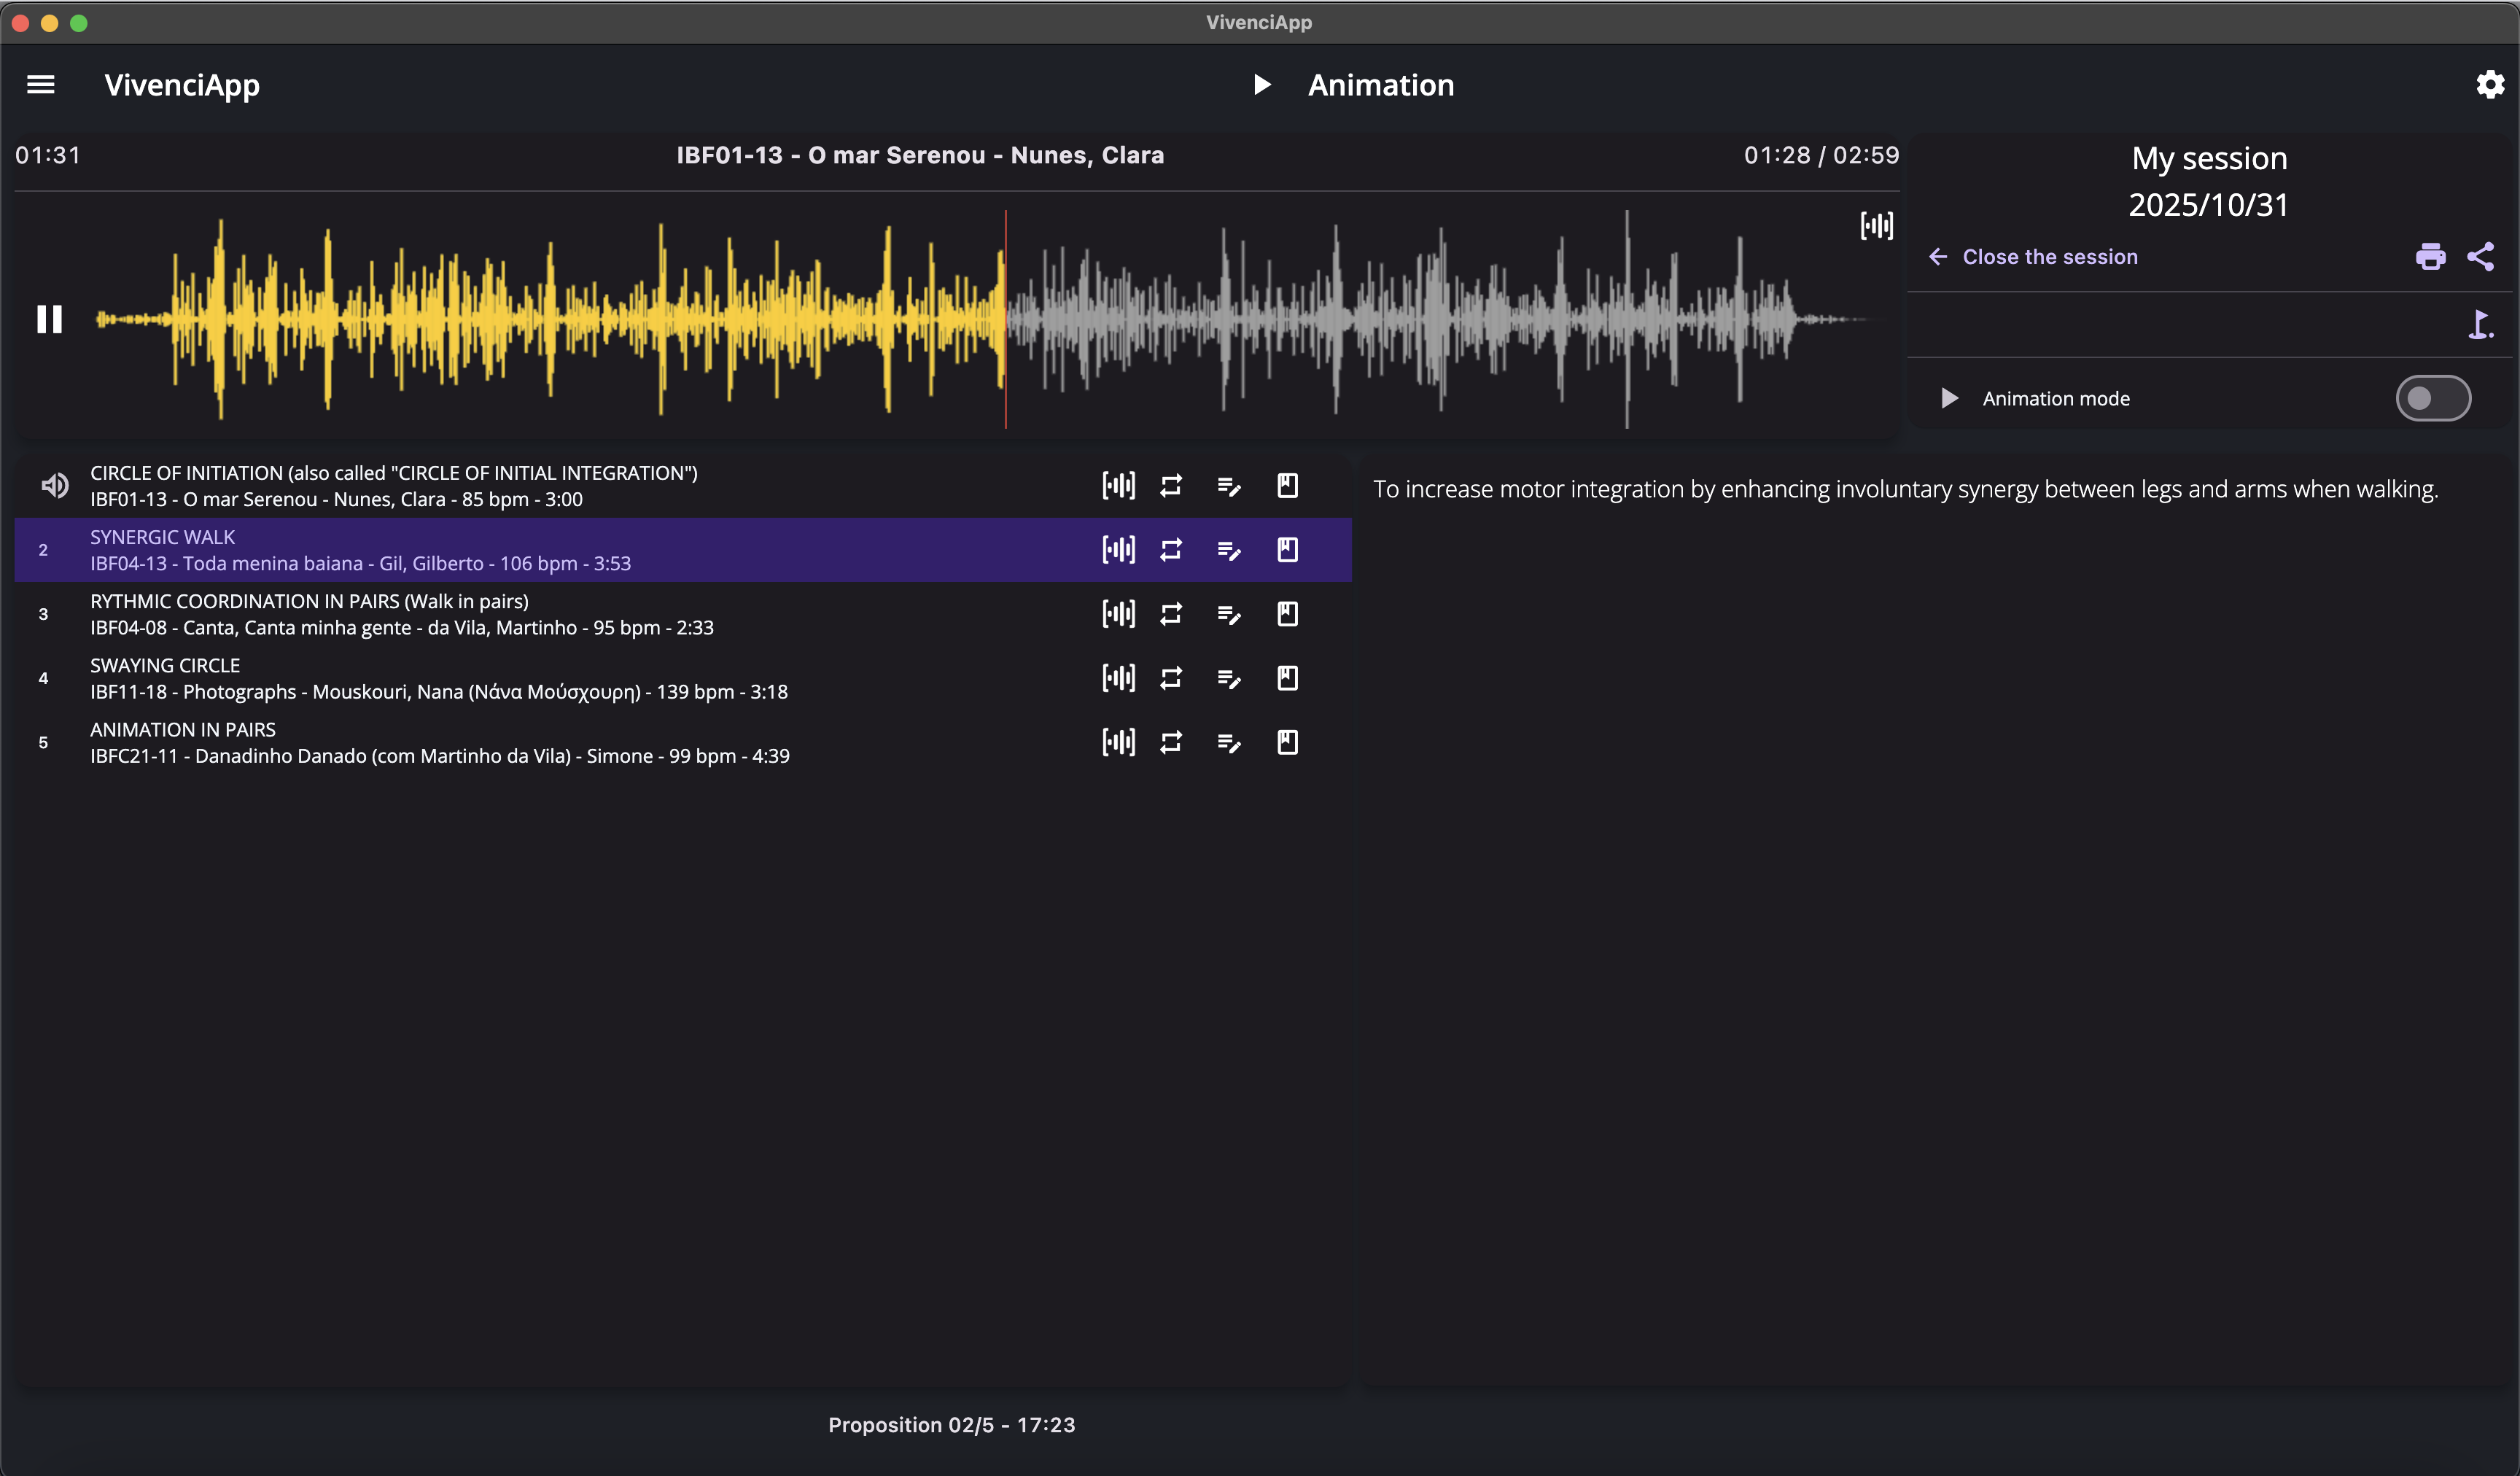 VivenciApp
VivenciApp
Animation
01:31
IBF01-13 - O mar Serenou - Nunes, Clara
01:28 / 02:59
My session
2025/10/31
Close the session
Animation mode
CIRCLE OF INITIATION (also called "CIRCLE OF INITIAL INTEGRATION")
IBF01-13 - O mar Serenou - Nunes, Clara - 85 bpm - 3:00
2
SYNERGIC WALK
IBF04-13 - Toda menina baiana - Gil, Gilberto - 106 bpm - 3:53
3
RYTHMIC COORDINATION IN PAIRS (Walk in pairs)
IBF04-08 - Canta, Canta minha gente - da Vila, Martinho - 95 bpm - 2:33
4
SWAYING CIRCLE
IBF11-18 - Photographs - Mouskouri, Nana (Νάνα Μούσχουρη) - 139 bpm - 3:18
5
ANIMATION IN PAIRS
IBFC21-11 - Danadinho Danado (com Martinho da Vila) - Simone - 99 bpm - 4:39
To increase motor integration by enhancing involuntary synergy between legs and arms when walking.
Proposition 02/5 - 17:23